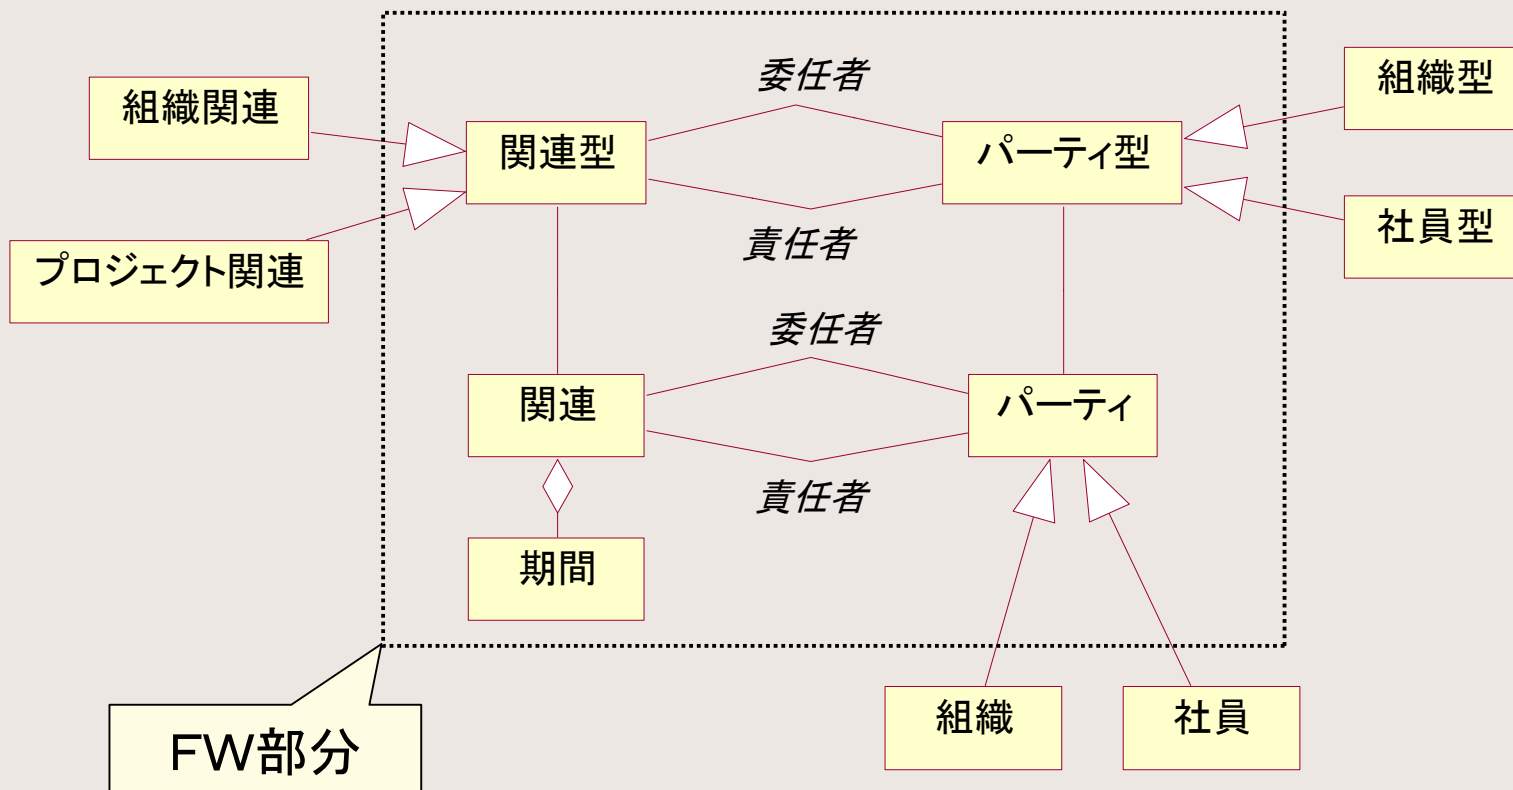 委任者
組織型
組織関連
関連型
パーティ型
社員型
責任者
プロジェクト関連
委任者
関連
パーティ
責任者
期間
組織
社員
FW部分